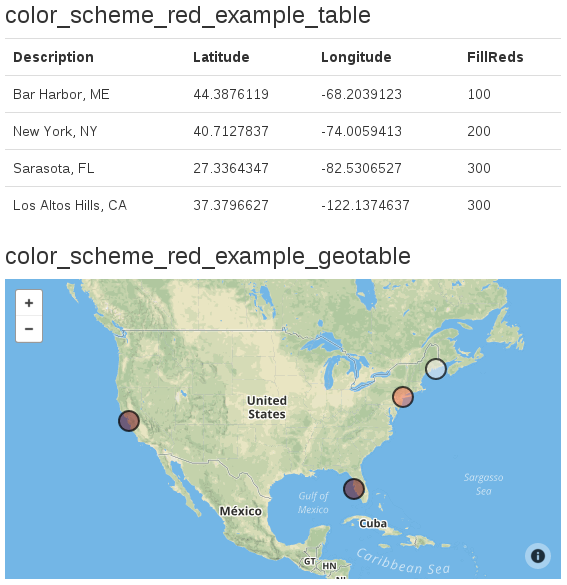 color_scheme_red_example_table
Description Latitude Longitude FillReds
Bar Harbor, ME 44.3876119 -68.2039123 100
New York, NY 40.7127837 -74.0059413 200
Sarasota, FL 27.3364347 -82.5306527 300
Los Altos Hills, CA 37.3796627 -122.1374637 300
color_scheme_red_example_geotable
+
−
United
States
Sargasso
Sea
Gulf of
Mexico
México
Cuba
GT
HN
Caribbean Sea
i